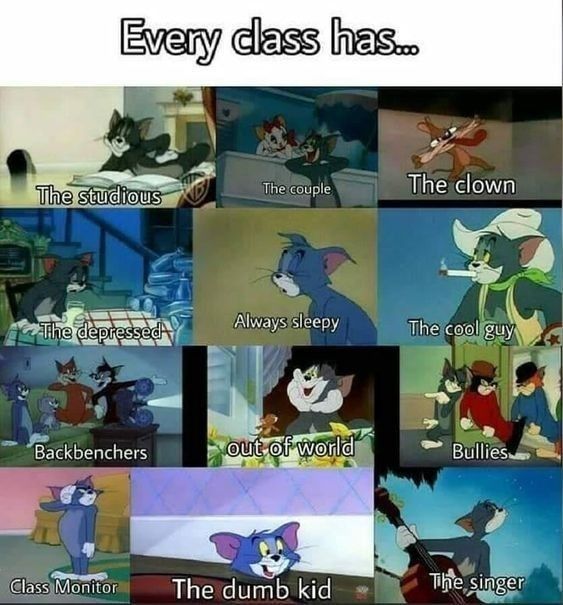 Every class has...
The studious
The couple
The clown
The depressed
Always sleepy
The cool guy
Backbenchers
out of world
Bullies
Class Monitor
The dumb kid
The singer